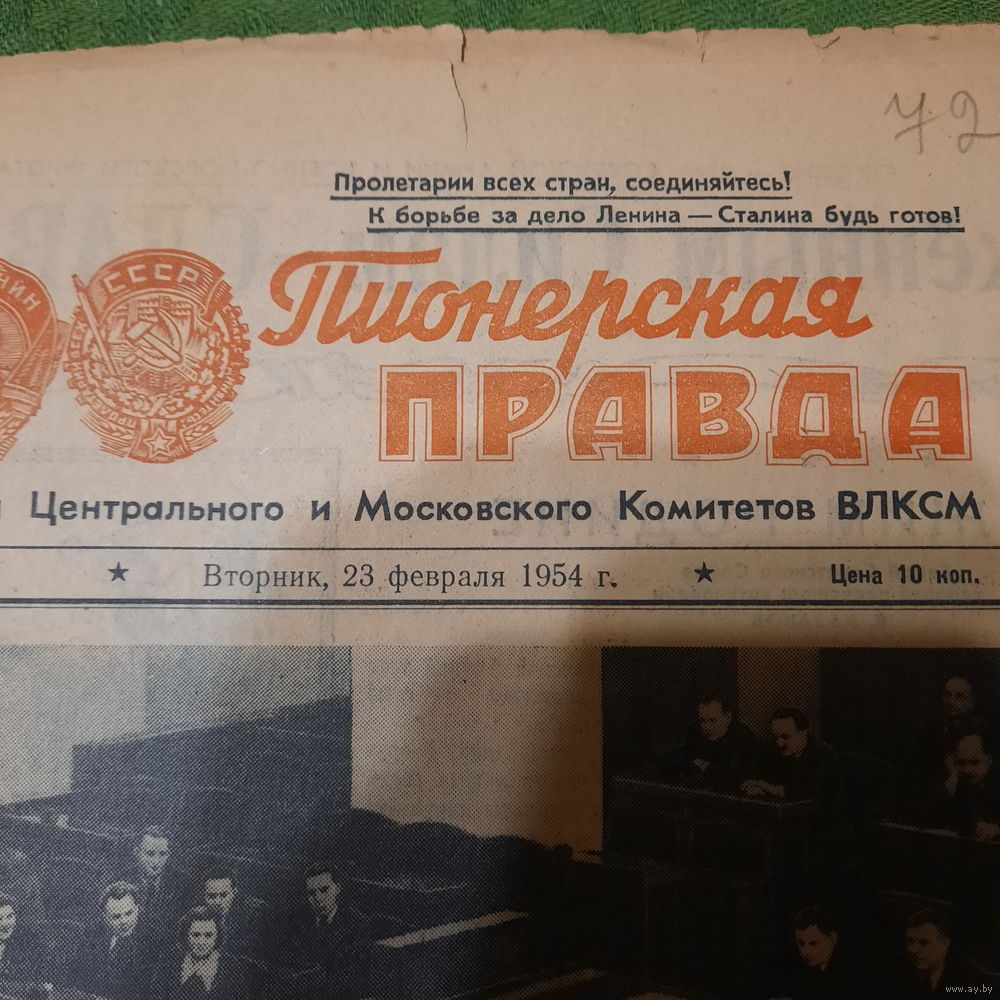 72
Пролетарии всех стран, соединяйтесь!
К борьбе за дело Ленина — Сталина будь готов!
СССР
Пионерская
ПРАВДА
Центрального и Московского Комитетов ВЛКСМ
★ Вторник, 23 февраля 1954 г. ★ Цена 10 коп.
www.ay.by